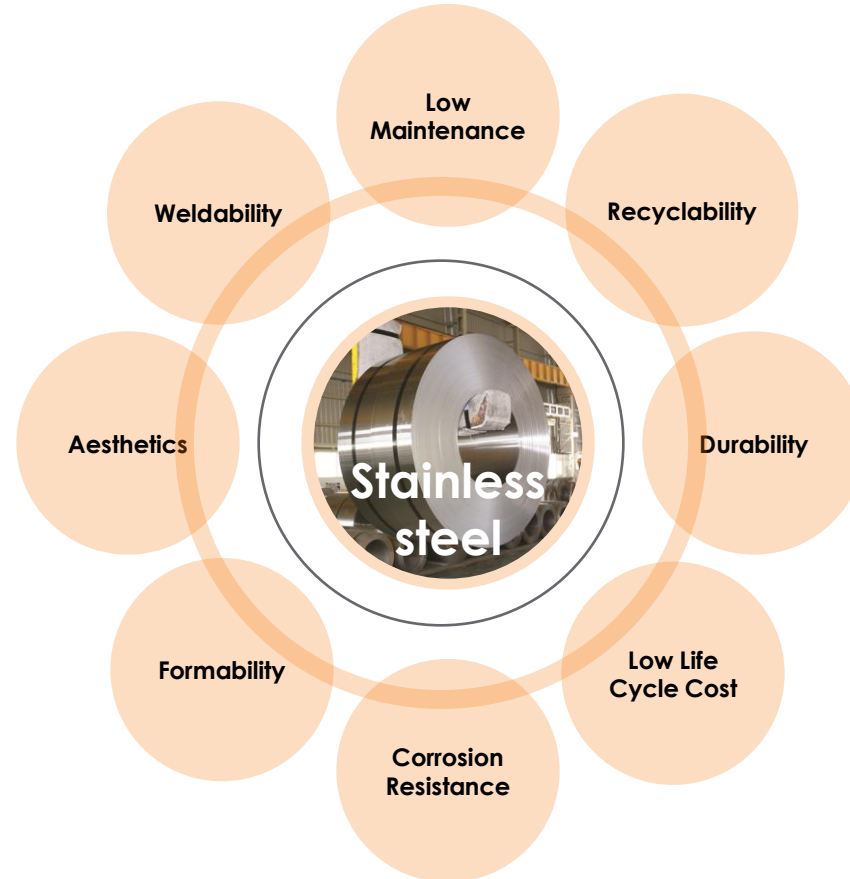 Low
Maintenance
Recyclability
Durability
Low Life
Cycle Cost
Corrosion
Resistance
Formability
Aesthetics
Weldability
Stainless
steel